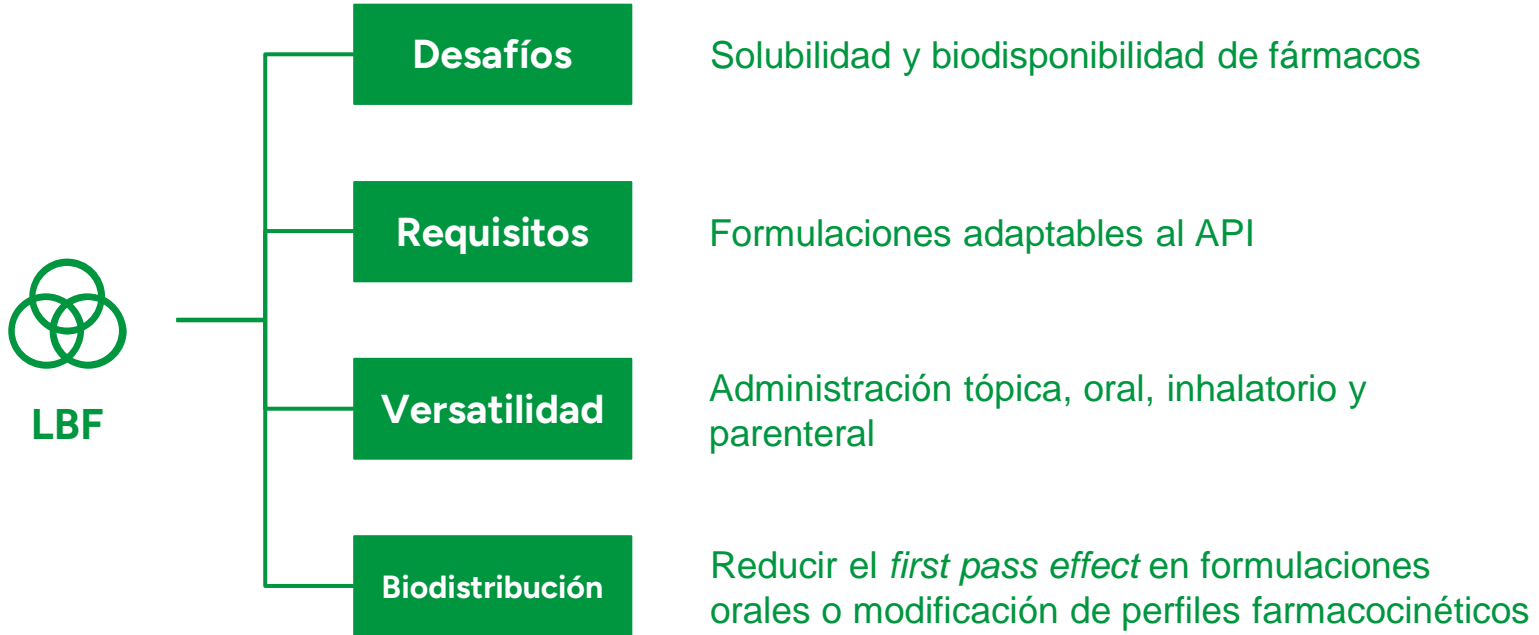 Desafíos
Solubilidad y biodisponibilidad de fármacos
Requisitos
Formulaciones adaptables al API
LBF
Versatilidad
Administración tópica, oral, inhalatorio y
parenteral
Biodistribución
Reducir el first pass effect en formulaciones
orales o modificación de perfiles farmacocinéticos